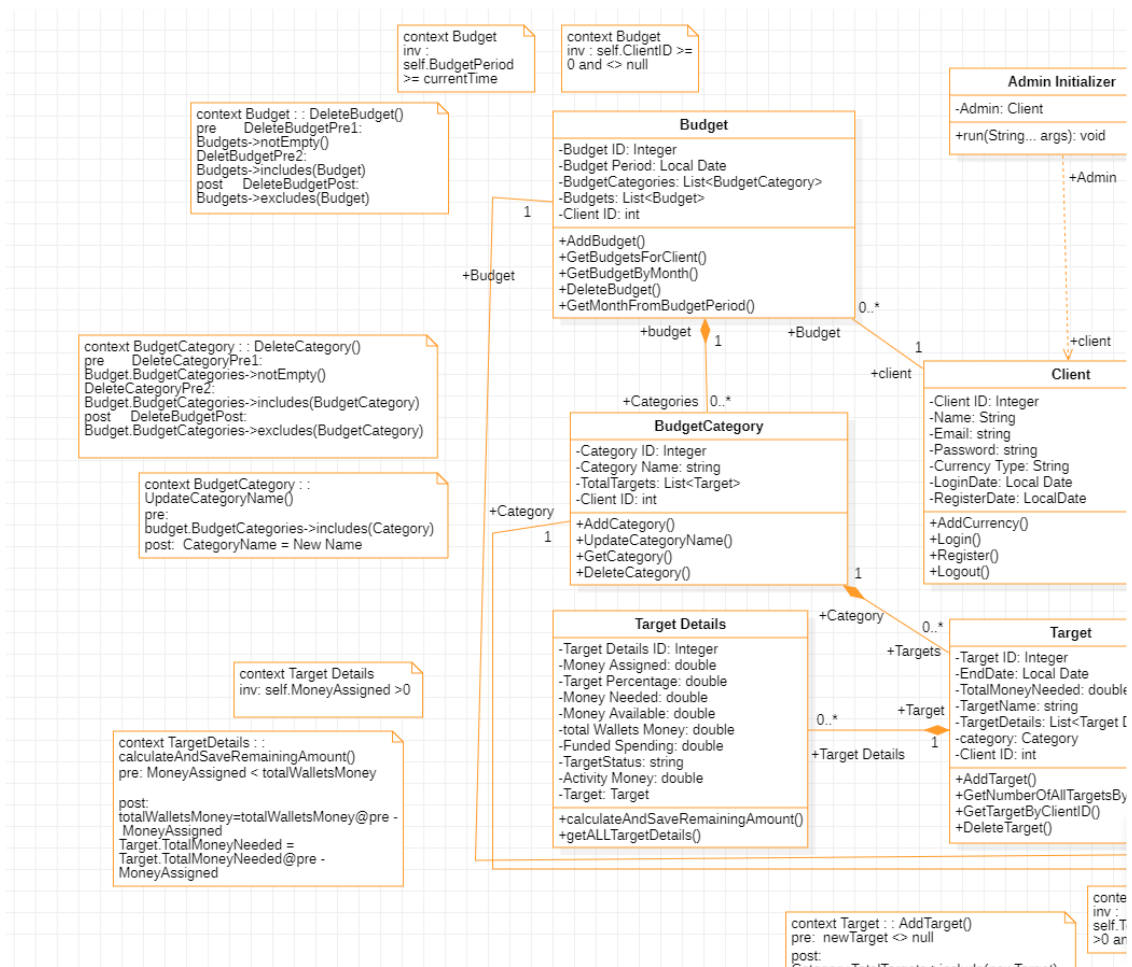 context Budget
inv :
self.BudgetPeriod
>= currentTime
context Budget
inv : self.ClientID >=
0 and <> null
Admin Initializer
-Admin: Client
+run(String... args): void
+Admin
+client
context Budget : : DeleteBudget()
pre DeleteBudgetPre1:
Budgets->notEmpty()
DeletBudgetPre2:
Budgets->includes(Budget)
post DeleteBudgetPost:
Budgets->excludes(Budget)
Budget
-Budget ID: Integer
-Budget Period: Local Date
-BudgetCategories: List<BudgetCategory>
-Budgets: List<Budget>
-Client ID: int
+AddBudget()
+GetBudgetsForClient()
+GetBudgetByMonth()
+DeleteBudget()
+GetMonthFromBudgetPeriod()
1
+Budget
+budget
1
+Budget
0..*
1
+client
+Categories
0..*
context BudgetCategory : : DeleteCategory()
pre DeleteCategoryPre1:
Budget.BudgetCategories->notEmpty()
DeleteCategoryPre2:
Budget.BudgetCategories->includes(BudgetCategory)
post DeleteBudgetPost:
Budget.BudgetCategories->excludes(BudgetCategory)
Client
-Client ID: Integer
-Name: String
-Email: string
-Password: string
-Currency Type: String
-LoginDate: Local Date
-RegisterDate: LocalDate
+AddCurrency()
+Login()
+Register()
+Logout()
BudgetCategory
-Category ID: Integer
-Category Name: string
-TotalTargets: List<Target>
-Client ID: int
+AddCategory()
+UpdateCategoryName()
+GetCategory()
+DeleteCategory()
context BudgetCategory : :
UpdateCategoryName()
pre:
budget.BudgetCategories->includes(Category)
post: CategoryName = New Name
+Category
1
1
+Category
0..*
+Targets
Target Details
-Target Details ID: Integer
-Money Assigned: double
-Target Percentage: double
-Money Needed: double
-Money Available: double
-total Wallets Money: double
-Funded Spending: double
-TargetStatus: string
-Activity Money: double
-Target: Target
+calculateAndSaveRemainingAmount()
+getALLTargetDetails()
+Target
0..*
1
+Target Details
Target
-Target ID: Integer
-EndDate: Local Date
-TotalMoneyNeeded: double
-TargetName: string
-TargetDetails: List<Target D
-category: Category
-Client ID: int
+AddTarget()
+GetNumberOfAllTargetsBy
+GetTargetByClientID()
+DeleteTarget()
context Target Details
inv: self.MoneyAssigned >0
context TargetDetails : :
calculateAndSaveRemainingAmount()
pre: MoneyAssigned < totalWalletsMoney
post:
totalWalletsMoney=totalWalletsMoney@pre -
MoneyAssigned
Target.TotalMoneyNeeded =
Target.TotalMoneyNeeded@pre -
MoneyAssigned
conte
inv :
self.T
>0 an
context Target : : AddTarget()
pre: newTarget <> null
post: